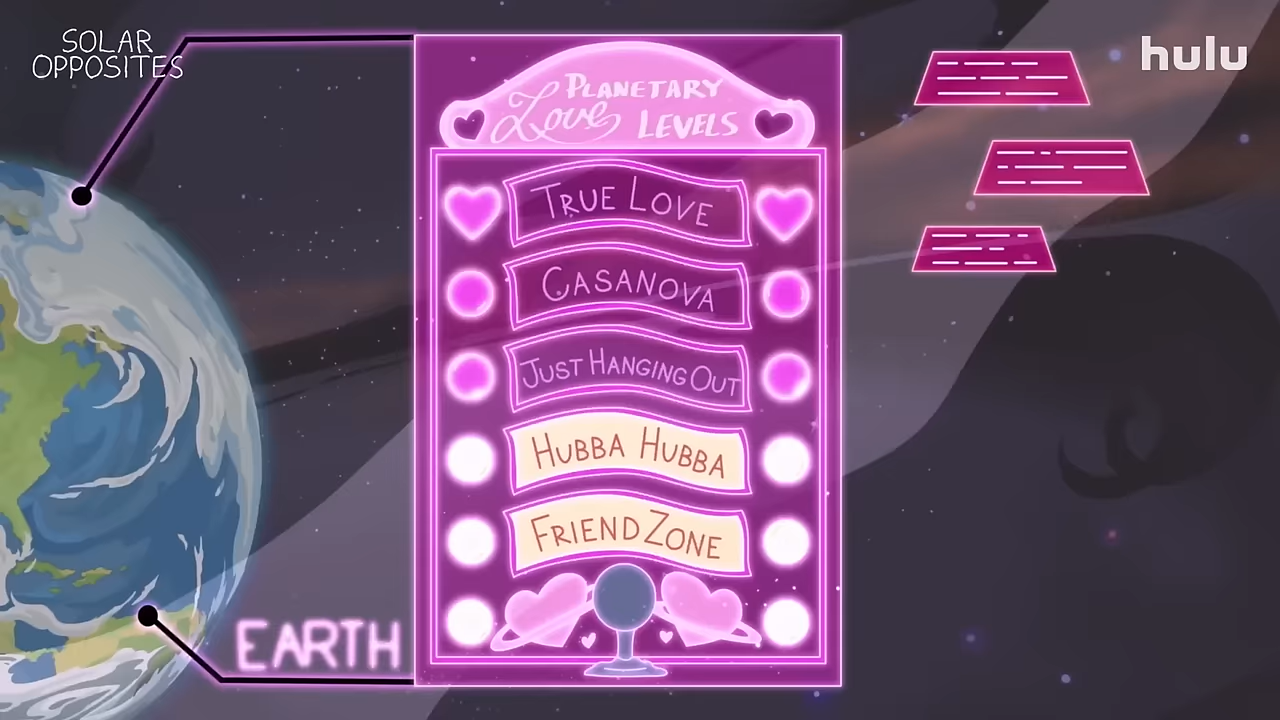 SOLAR
OPPOSITES
hulu
PLANETARY
Love LEVELS
TRUE LOVE
CASANOVA
JUST HANGING OUT
HUBBA HUBBA
FRIEND ZONE
EARTH